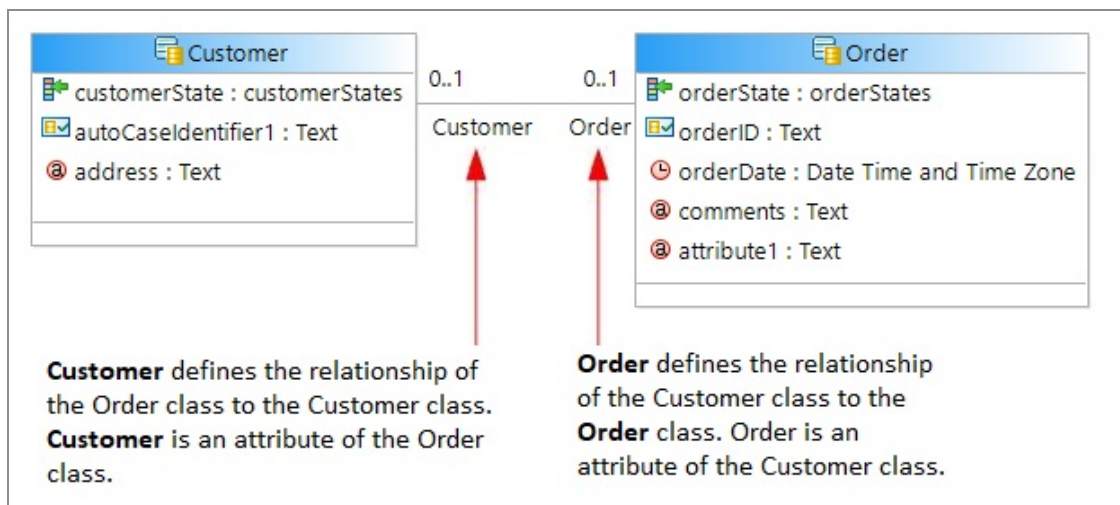 Customer
customerState : customerStates
autoCaseIdentifier1 : Text
address : Text
0..1
0..1
Customer
Order
Order
orderState : orderStates
orderID : Text
orderDate : Date Time and Time Zone
comments : Text
attribute1 : Text
Customer defines the relationship of
the Order class to the Customer class.
Customer is an attribute of the Order
class.
Order defines the relationship
of the Customer class to the
Order class. Order is an
attribute of the Customer class.